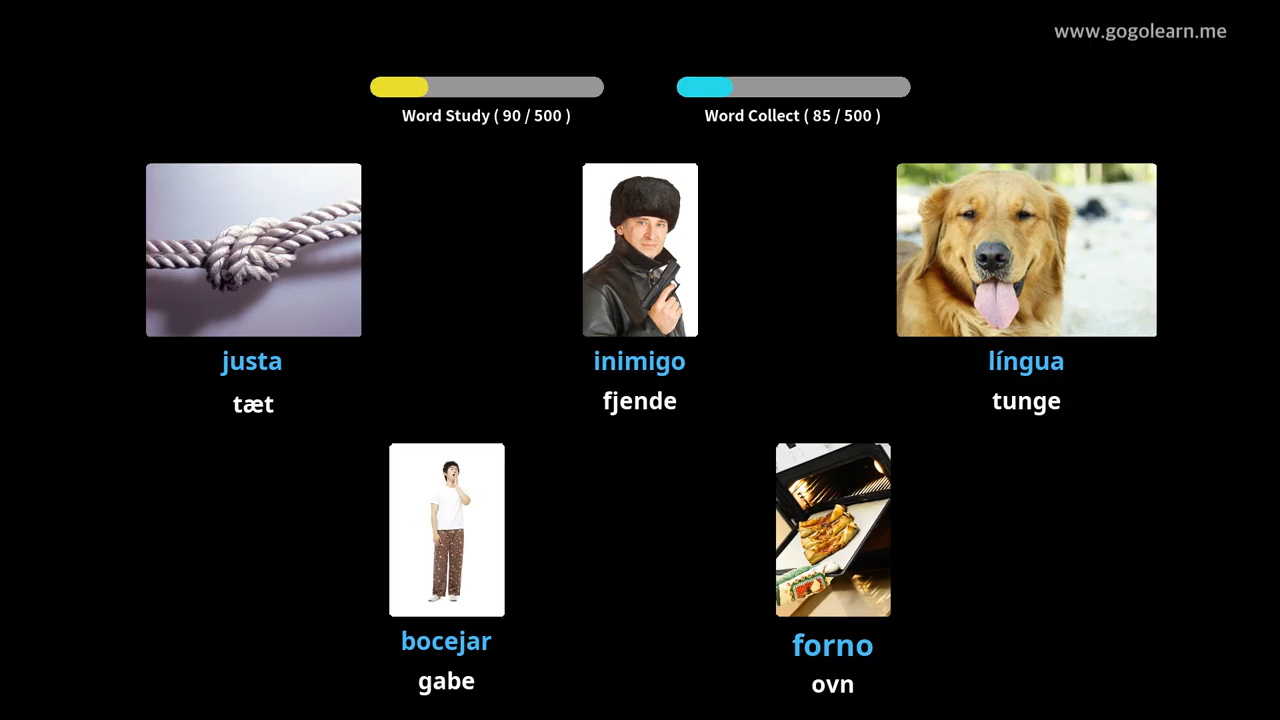 www.gogolearn.me
Word Study ( 90 / 500 )
Word Collect ( 85 / 500 )
justa
tæt
inimigo
fjende
língua
tunge
bocejar
gabe
forno
ovn